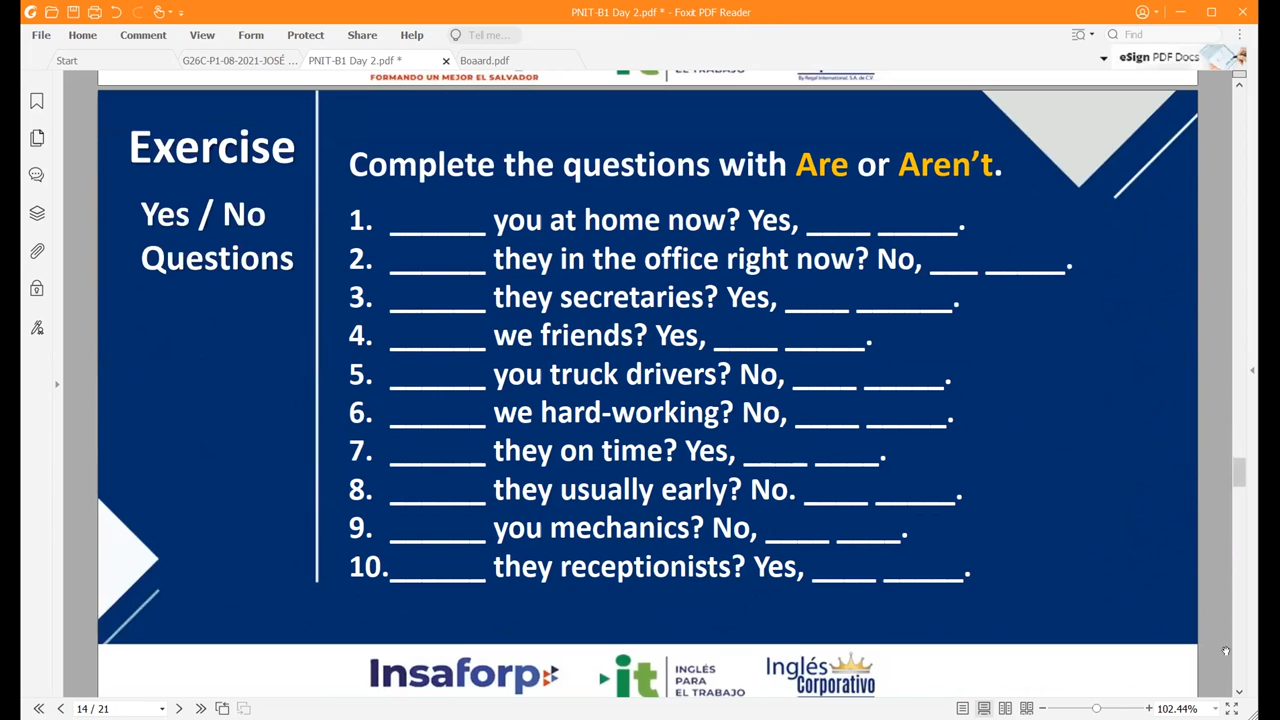 PNIT-B1 Day 2.pdf * - Foxit PDF Reader
File Home Comment View Form Protect Share Help Tell me... Find
Start G26C-P1-08-2021-JOSÉ ... PNIT-B1 Day 2.pdf * Boaard.pdf eSign PDF Docs
FORMANDO UN MEJOR EL SALVADOR it EL TRABAJO By Regal International, S.A. de C.V.
Exercise
Yes / No
Questions
Complete the questions with Are or Aren't.
1. ______ you at home now? Yes, ____ _____.
2. ______ they in the office right now? No, ___ _____.
3. ______ they secretaries? Yes, ____ ______.
4. ______ we friends? Yes, ____ _____.
5. ______ you truck drivers? No, ____ _____.
6. ______ we hard-working? No, ____ _____.
7. ______ they on time? Yes, ____ ____.
8. ______ they usually early? No. ____ _____.
9. ______ you mechanics? No, ____ ____.
10.______ they receptionists? Yes, ____ _____.
Insaforp it INGLÉS PARA EL TRABAJO Inglés Corporativo
14 / 21 102.44%